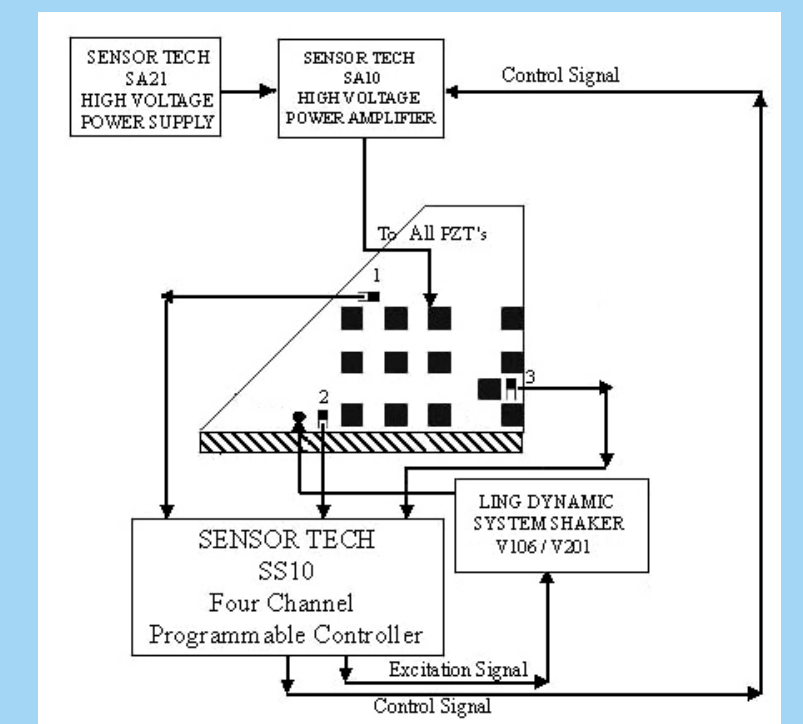 SENSOR TECH
SA21
HIGH VOLTAGE
POWER SUPPLY
SENSOR TECH
SA10
HIGH VOLTAGE
POWER AMPLIFIER
Control Signal
To All PZT's
1
3
2
LING DYNAMIC
SYSTEM SHAKER
V106 / V201
SENSOR TECH
SS10
Four Channel
Programmable Controller
Excitation Signal
Control Signal